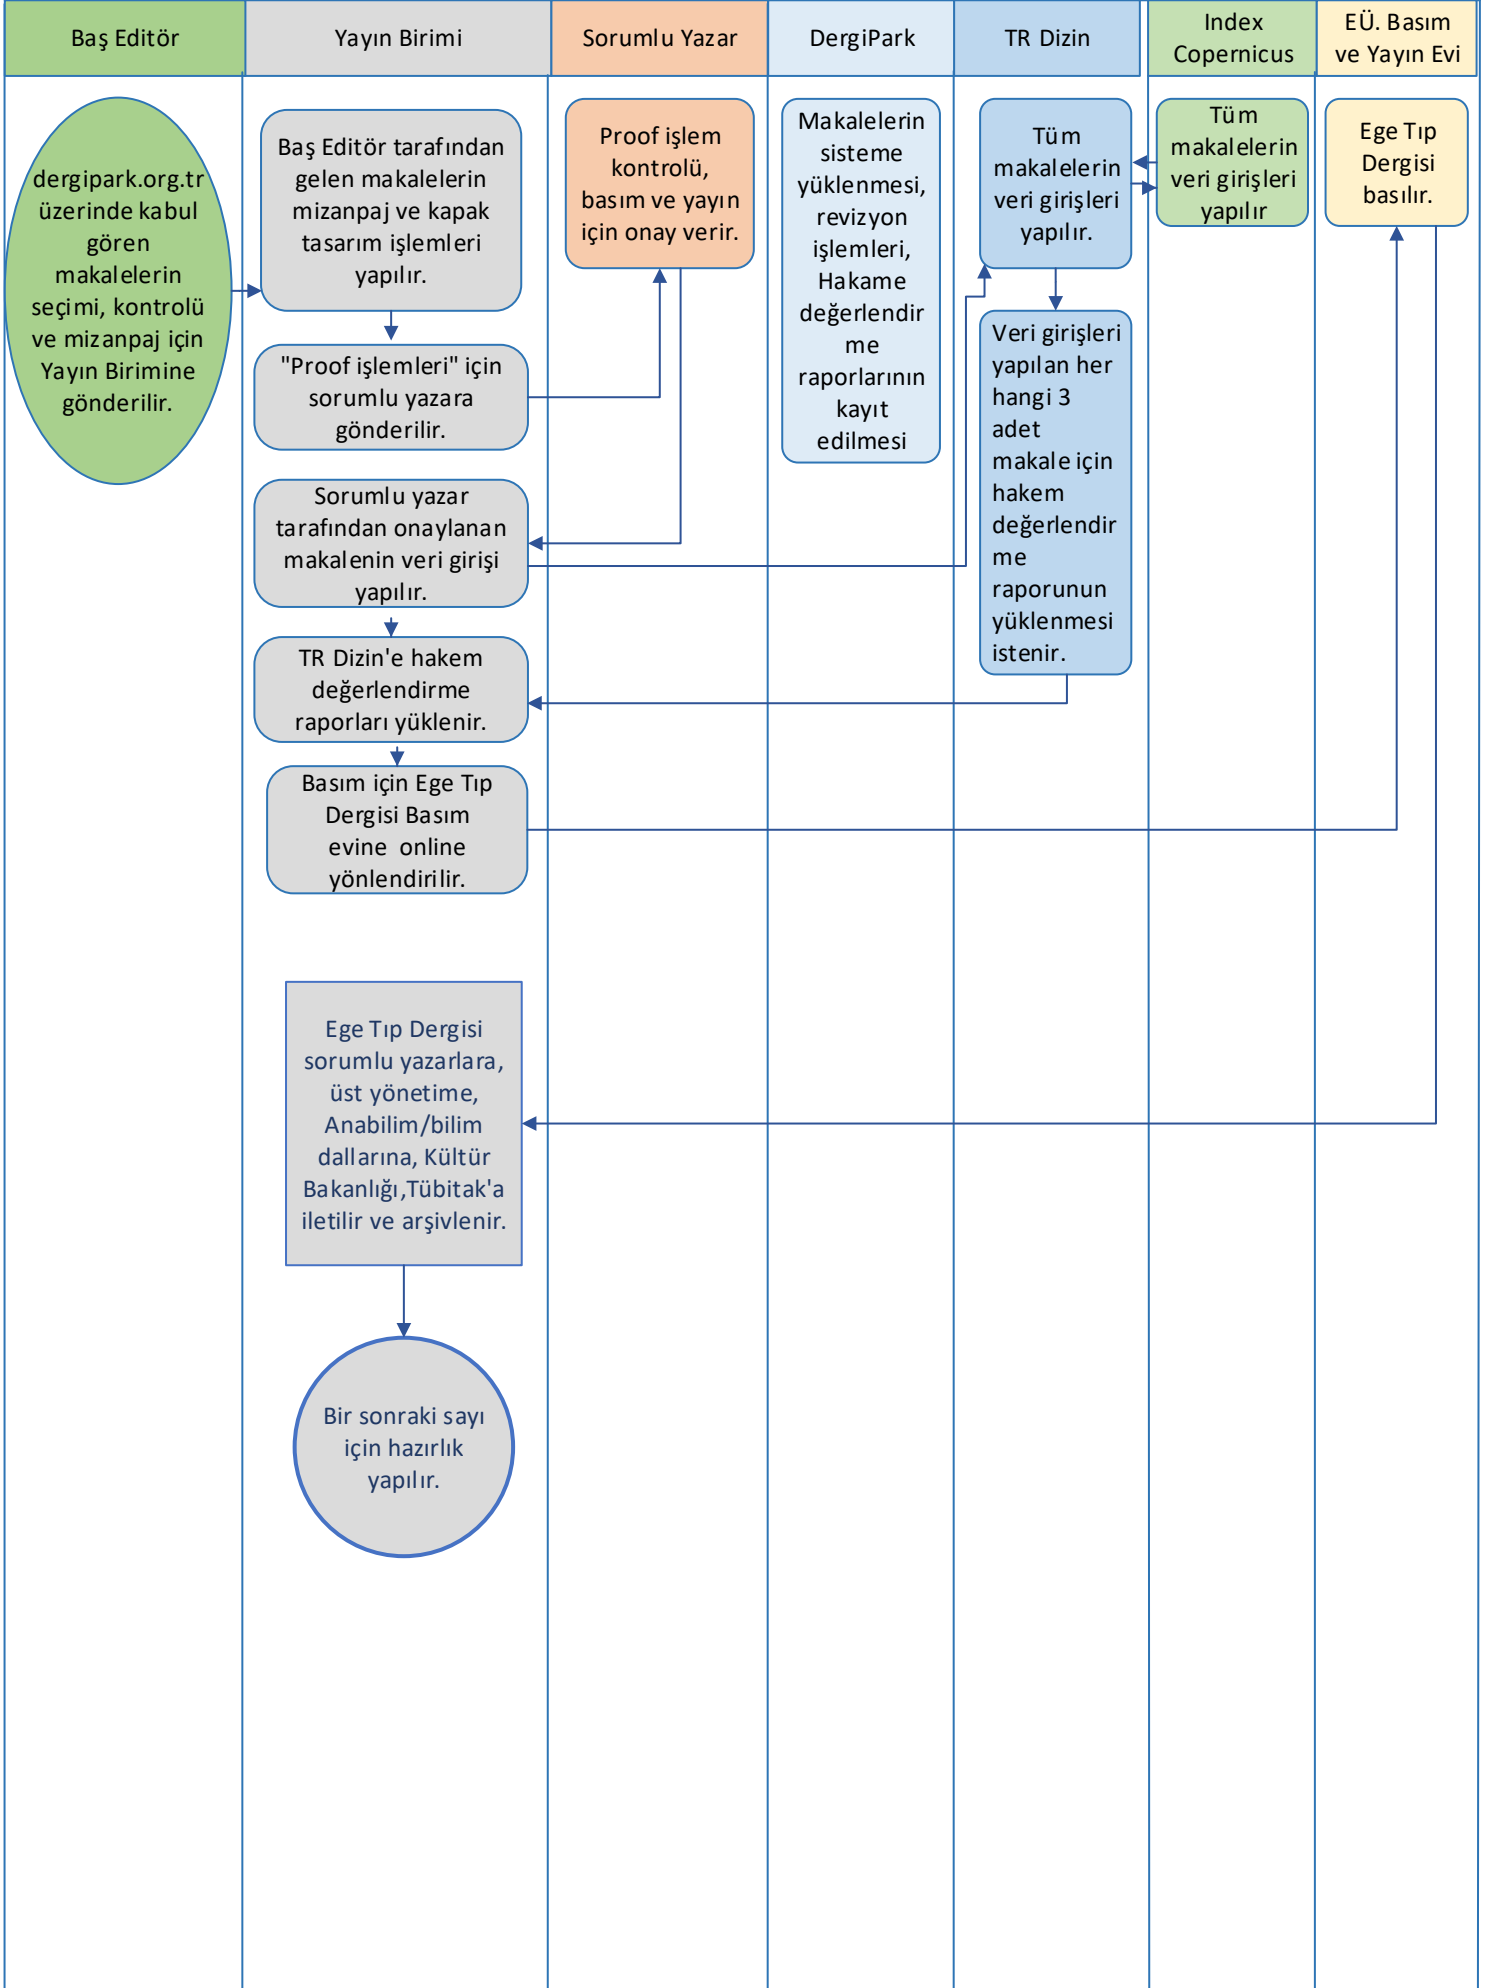 Baş Editör
Yayın Birimi
Sorumlu Yazar
DergiPark
TR Dizin
Index
Copernicus
EÜ. Basım
ve Yayın Evi
dergipark.org.tr
üzerinde kabul
gören
makalelerin
seçimi, kontrolü
ve mizanpaj için
Yayın Birimine
gönderilir.
Baş Editör tarafından
gelen makalelerin
mizanpaj ve kapak
tasarım işlemleri
yapılır.
"Proof işlemleri" için
sorumlu yazara
gönderilir.
Sorumlu yazar
tarafından onaylanan
makalenin veri girişi
yapılır.
TR Dizin'e hakem
değerlendirme
raporları yüklenir.
Basım için Ege Tıp
Dergisi Basım
evine online
yönlendirilir.
Ege Tıp Dergisi
sorumlu yazarlara,
üst yönetime,
Anabilim/bilim
dallarına, Kültür
Bakanlığı,Tübitak'a
iletilir ve arşivlenir.
Bir sonraki sayı
için hazırlık
yapılır.
Proof işlem
kontrolü,
basım ve yayın
için onay verir.
Makalelerin
sisteme
yüklenmesi,
revizyon
işlemleri,
Hakame
değerlendir
me
raporlarının
kayıt
edilmesi
Tüm
makalelerin
veri girişleri
yapılır.
Veri girişleri
yapılan her
hangi 3
adet
makale için
hakem
değerlendir
me
raporunun
yüklenmesi
istenir.
Tüm
makalelerin
veri girişleri
yapılır
Ege Tıp
Dergisi
basılır.